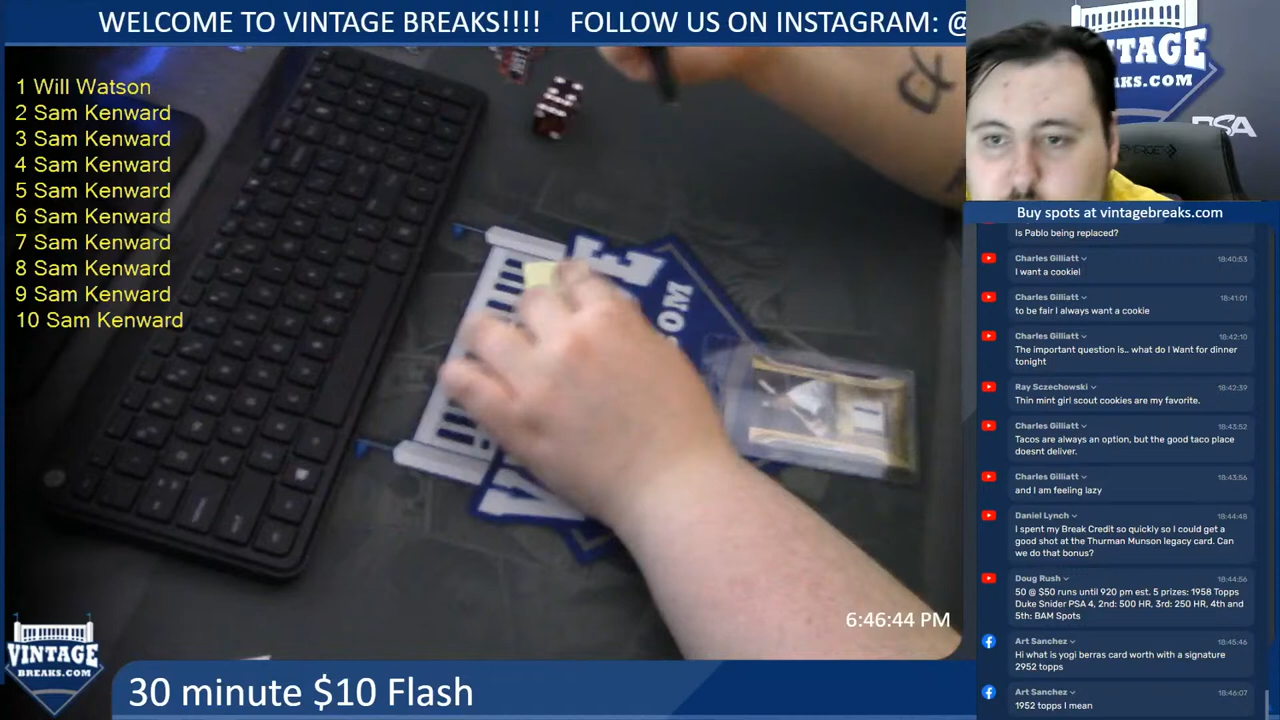 WELCOME TO VINTAGE BREAKS!!!! FOLLOW US ON INSTAGRAM: @
1 Will Watson
2 Sam Kenward
3 Sam Kenward
4 Sam Kenward
5 Sam Kenward
6 Sam Kenward
7 Sam Kenward
8 Sam Kenward
9 Sam Kenward
10 Sam Kenward
6:46:44 PM
VINTAGE
BREAKS.COM
30 minute $10 Flash
BREAKS.COM
PSA
Buy spots at vintagebreaks.com
Is Pablo being replaced?
Charles Gilliatt 18:40:53
I want a cookie!
Charles Gilliatt 18:41:01
to be fair I always want a cookie
Charles Gilliatt 18:42:10
The important question is.. what do I Want for dinner
tonight
Ray Sczechowski 18:42:39
Thin mint girl scout cookies are my favorite.
Charles Gilliatt 18:43:52
Tacos are always an option, but the good taco place
doesnt deliver.
Charles Gilliatt 18:43:56
and I am feeling lazy
Daniel Lynch 18:44:48
I spent my Break Credit so quickly so I could get a
good shot at the Thurman Munson legacy card. Can
we do that bonus?
Doug Rush 18:44:56
50 @ $50 runs until 920 pm est. 5 prizes: 1958 Topps
Duke Snider PSA 4, 2nd: 500 HR, 3rd: 250 HR, 4th and
5th: BAM Spots
Art Sanchez 18:45:46
Hi what is yogi berras card worth with a signature
2952 topps
Art Sanchez 18:46:07
1952 topps I mean